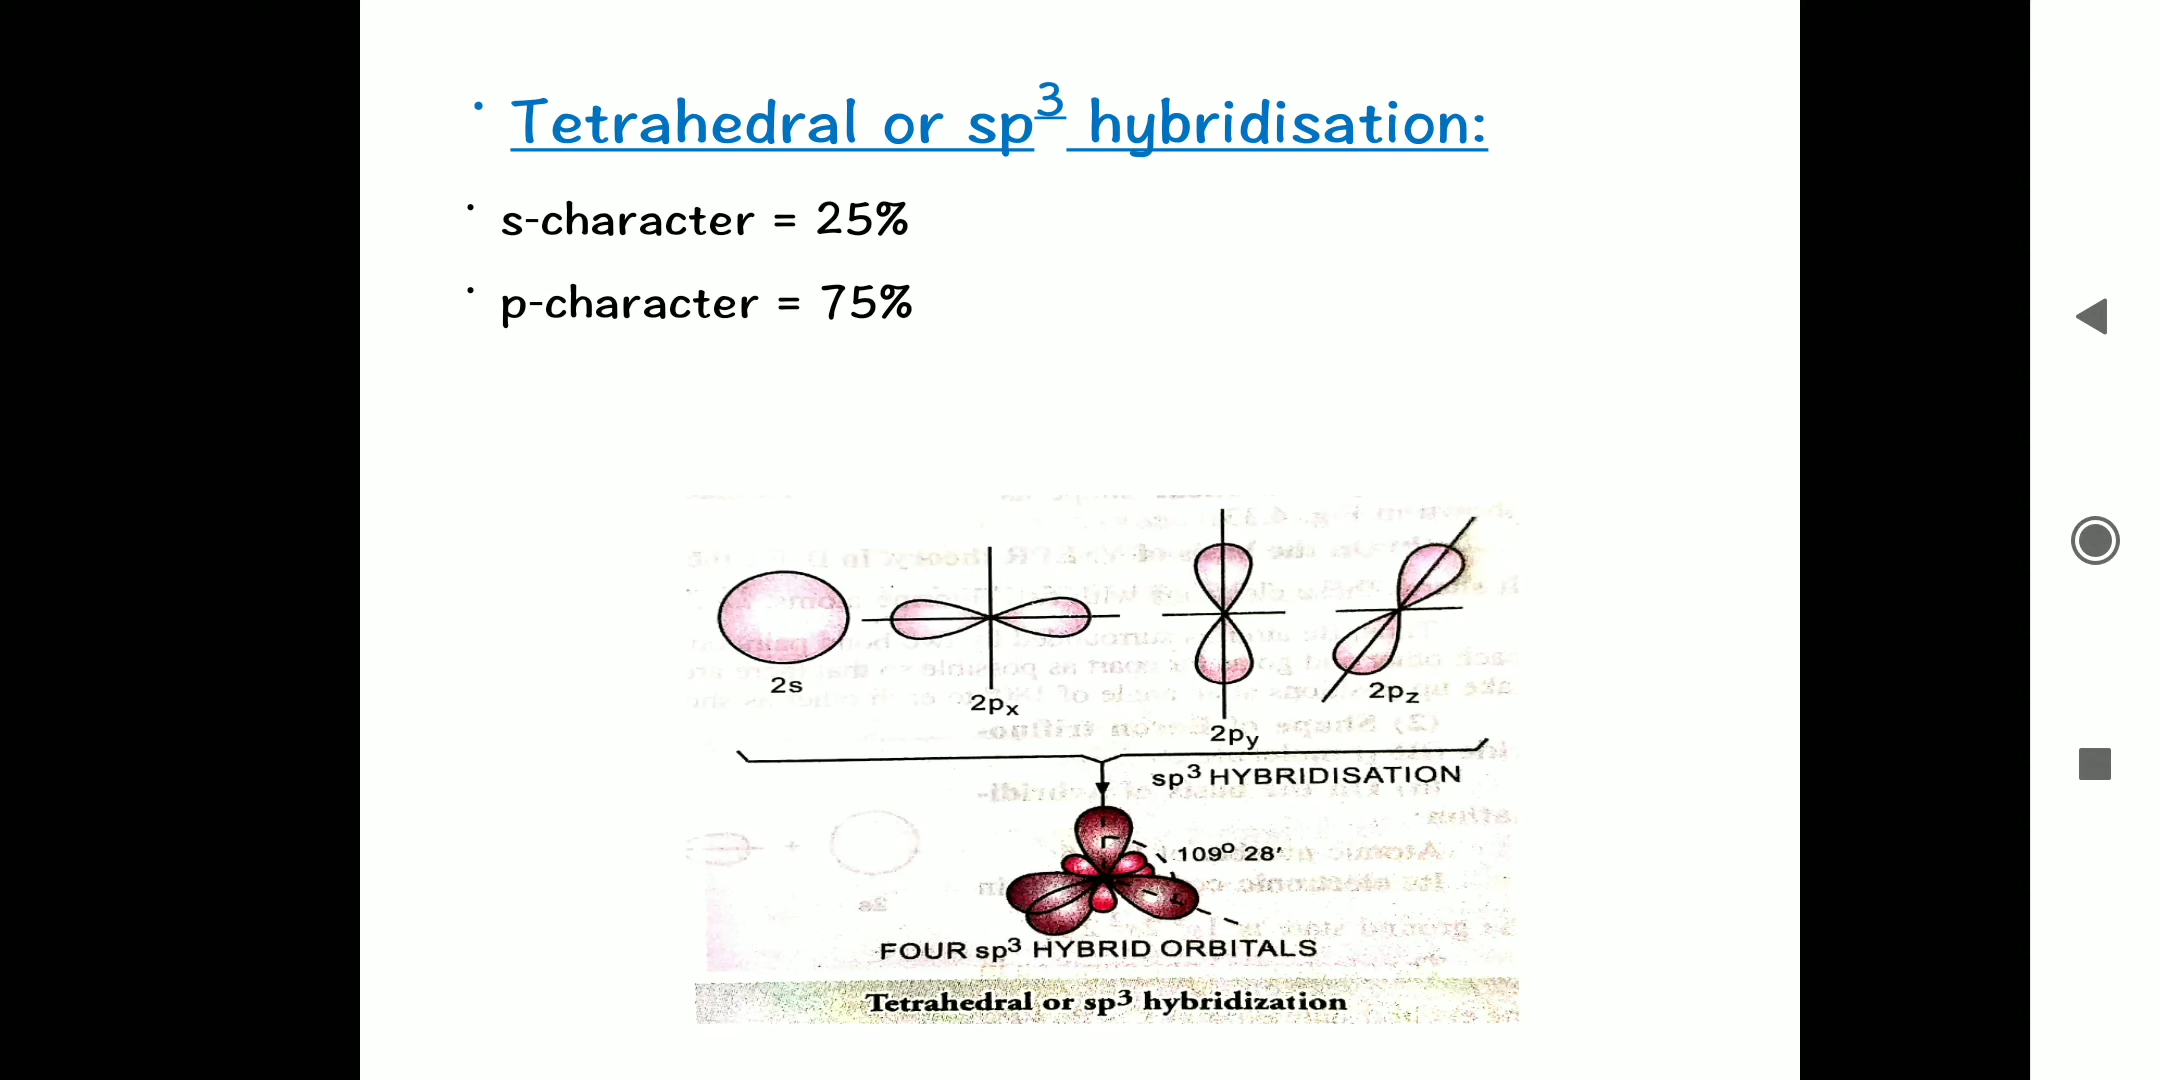 • Tetrahedral or sp³ hybridisation:
• s-character = 25%
• p-character = 75%
2s
2pₓ
2py
2pz
sp³ HYBRIDISATION
109° 28′
FOUR sp³ HYBRID ORBITALS
Tetrahedral or sp³ hybridization